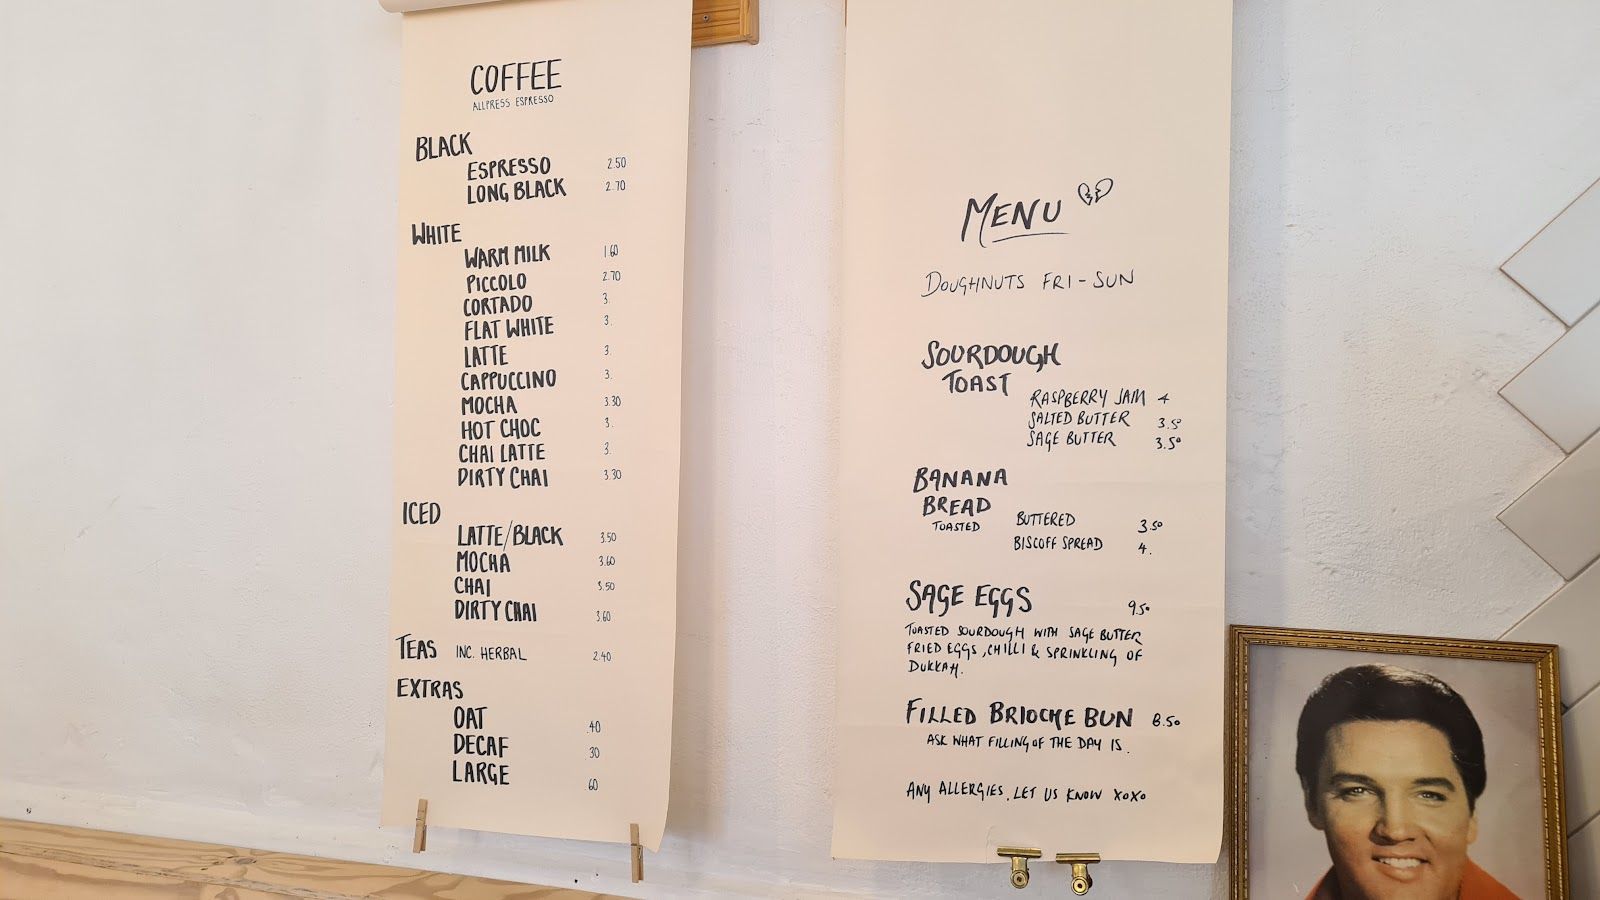 COFFEE
ALLPRESS ESPRESSO
BLACK
ESPRESSO 2.50
LONG BLACK 2.70
WHITE
WARM MILK 1.60
PICCOLO 2.70
CORTADO 3.
FLAT WHITE 3.
LATTE 3.
CAPPUCCINO 3.
MOCHA 3.30
HOT CHOC 3.
CHAI LATTE 3.
DIRTY CHAI 3.30
ICED
LATTE/BLACK 3.50
MOCHA 3.60
CHAI 3.50
DIRTY CHAI 3.60
TEAS INC. HERBAL 2.40
EXTRAS
OAT .40
DECAF 30
LARGE 60
MENU
DOUGHNUTS FRI-SUN
SOURDOUGH
TOAST
RASPBERRY JAM 4
SALTED BUTTER 3.50
SAGE BUTTER 3.50
BANANA
BREAD
TOASTED
BUTTERED 3.50
BISCOFF SPREAD 4.
SAGE EGGS 9.50
TOASTED SOURDOUGH WITH SAGE BUTTER
FRIED EGGS, CHILLI & SPRINKLING OF
DUKKAH.
FILLED BRIOCHE BUN 8.50
ASK WHAT FILLING OF THE DAY IS.
ANY ALLERGIES. LET US KNOW XOXO